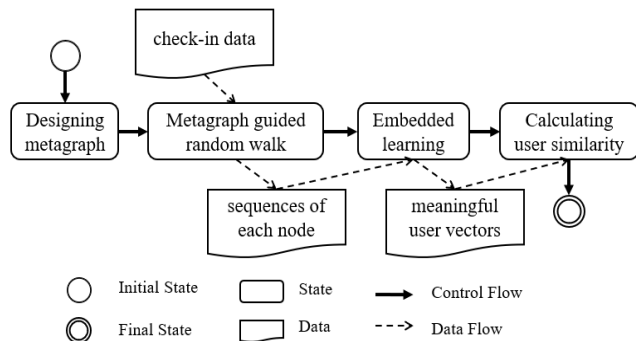 check-in data
Designing
metagraph
Metagraph guided
random walk
Embedded
learning
Calculating
user similarity
sequences of
each node
meaningful
user vectors
Initial State
State
Control Flow
Final State
Data
Data Flow